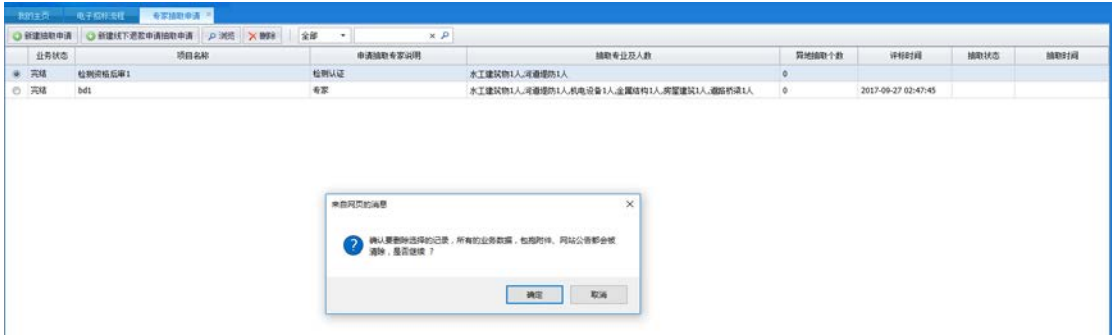 我的主页 电子招标流程 专家抽取申请
新建抽取申请 新建线下退套申请抽取申请 浏览 删除 全部
业务状态 项目名称 申请抽取专家说明 抽取专业及人数 异地抽取个数 评标时间 抽取状态 抽取时间
完结 检测资格后审1 检测认证 水工建筑物1人,河道堤防1人 0
完结 bd1 专家 水工建筑物1人,河道堤防1人,机电设备1人,金属结构1人,房屋建筑1人,道路桥梁1人 0 2017-09-27 02:47:45
来自网页的消息
确认要删除选择的记录，所有的业务数据，包括附件、网站公告都会被
清除，是否继续？
确定 取消